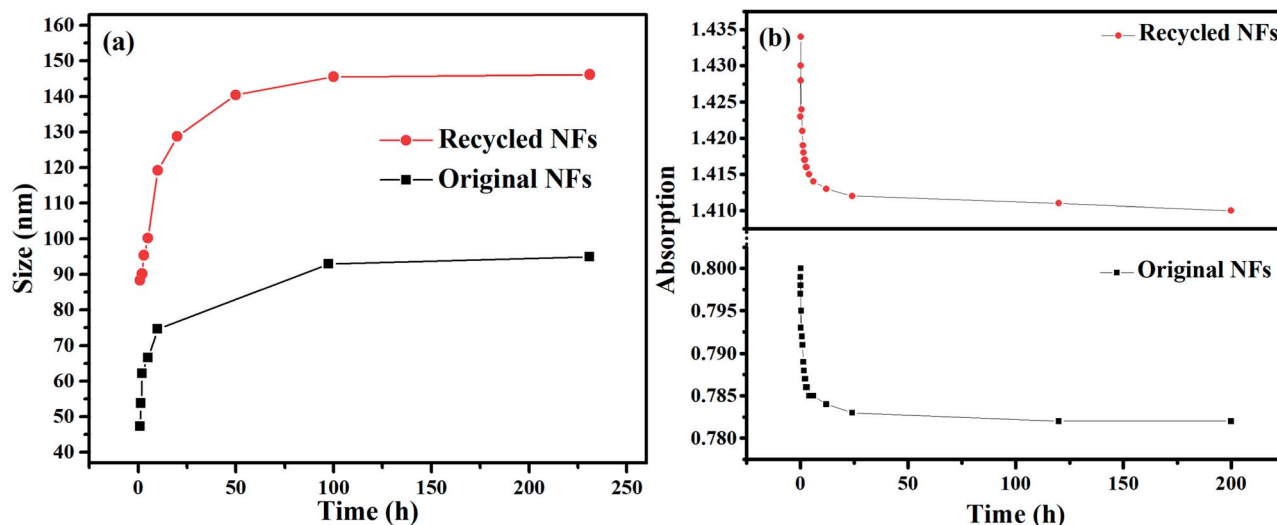 (a)
160
150
140
130
120
110
100
90
80
70
60
50
40
Size (nm)
Recycled NFs
Original NFs
0 50 100 150 200 250
Time (h)
(b)
1.435
1.430
1.425
1.420
1.415
1.410
0.800
0.795
0.790
0.785
0.780
Absorption
Recycled NFs
Original NFs
0 50 100 150 200
Time (h)